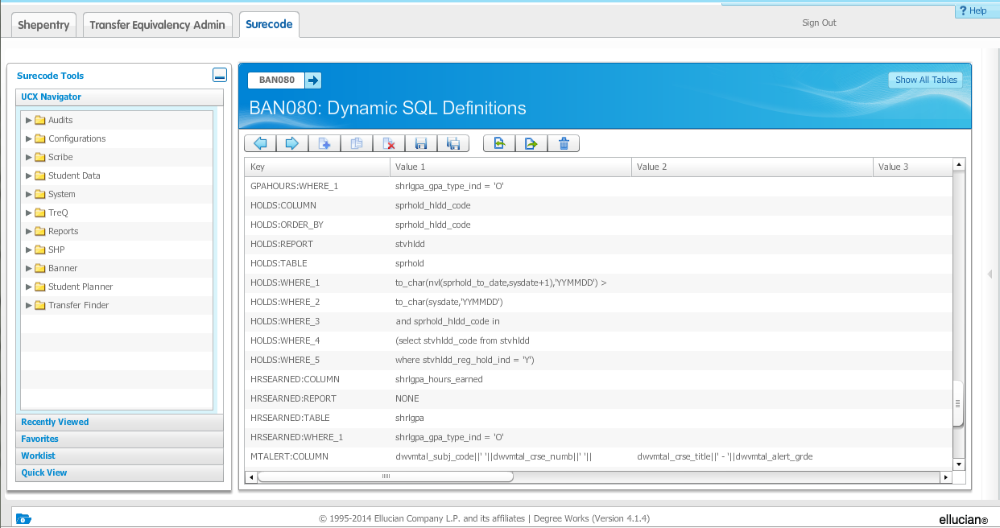 ? Help
Shepentry Transfer Equivalency Admin Surecode Sign Out
Surecode Tools
UCX Navigator
Audits
Configurations
Scribe
Student Data
System
TreQ
Reports
SHP
Banner
Student Planner
Transfer Finder
Recently Viewed
Favorites
Worklist
Quick View
BAN080 Show All Tables
BAN080: Dynamic SQL Definitions
Key Value 1 Value 2 Value 3
GPAHOURS:WHERE_1 shrlgpa_gpa_type_ind = 'O'
HOLDS:COLUMN sprhold_hldd_code
HOLDS:ORDER_BY sprhold_hldd_code
HOLDS:REPORT stvhldd
HOLDS:TABLE sprhold
HOLDS:WHERE_1 to_char(nvl(sprhold_to_date,sysdate+1),'YYMMDD') >
HOLDS:WHERE_2 to_char(sysdate,'YYMMDD')
HOLDS:WHERE_3 and sprhold_hldd_code in
HOLDS:WHERE_4 (select stvhldd_code from stvhldd
HOLDS:WHERE_5 where stvhldd_reg_hold_ind = 'Y')
HRSEARNED:COLUMN shrlgpa_hours_earned
HRSEARNED:REPORT NONE
HRSEARNED:TABLE shrlgpa
HRSEARNED:WHERE_1 shrlgpa_gpa_type_ind = 'O'
MTALERT:COLUMN dwvmtal_subj_code||' '||dwvmtal_crse_numb||' '|| dwvmtal_crse_title||' - '||dwvmtal_alert_grde
© 1995-2014 Ellucian Company L.P. and its affiliates | Degree Works (Version 4.1.4)
ellucian®